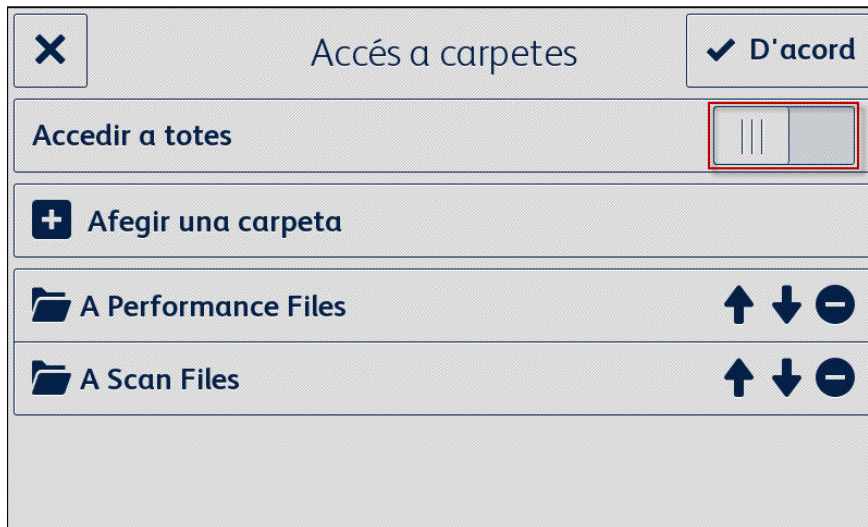 Accés a carpetes
D'acord
Accedir a totes
Afegir una carpeta
A Performance Files
A Scan Files